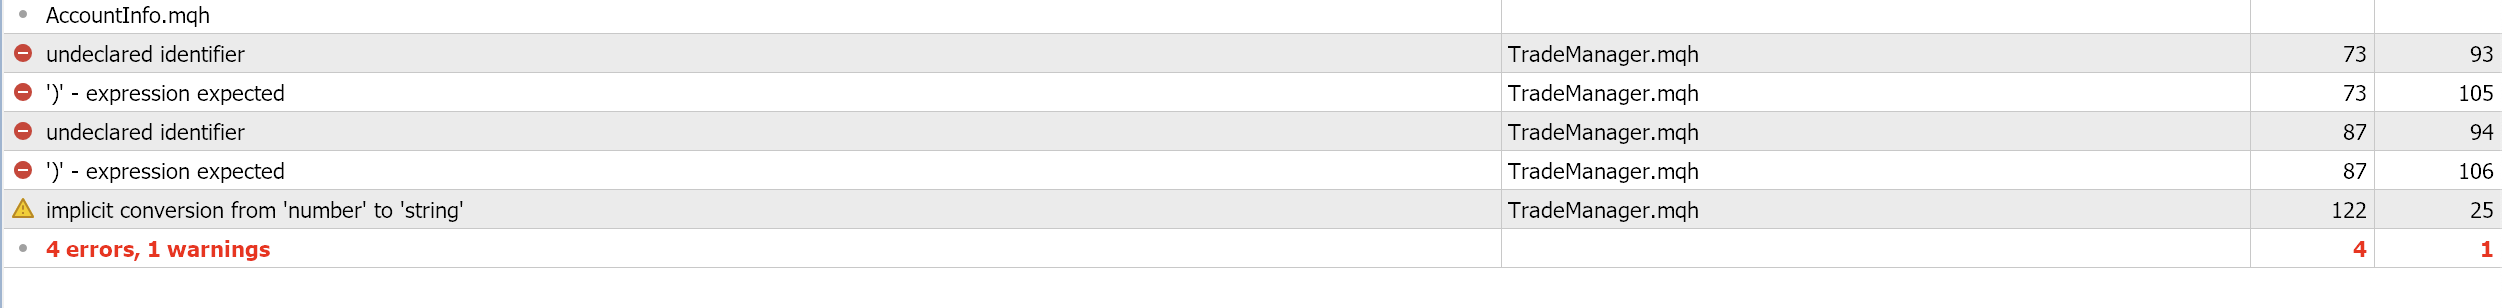 AccountInfo.mqh
undeclared identifier TradeManager.mqh 73 93
')' - expression expected TradeManager.mqh 73 105
undeclared identifier TradeManager.mqh 87 94
')' - expression expected TradeManager.mqh 87 106
implicit conversion from 'number' to 'string' TradeManager.mqh 122 25
4 errors, 1 warnings 4 1